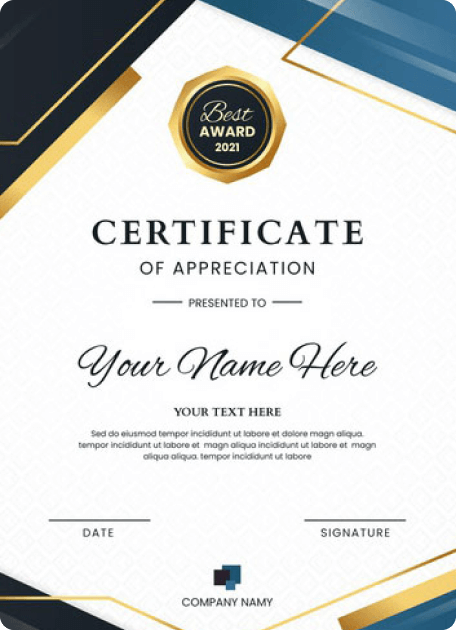 Best
AWARD
2021
CERTIFICATE
OF APPRECIATION
PRESENTED TO
Your Name Here
YOUR TEXT HERE
Sed do eiusmod tempor incididunt ut labore et dolore magn aliqua.
tempor incididunt ut labore et magn aliqua incididunt ut labore et magn
aliqua aliqua. tempor incididunt ut labore
DATE
SIGNATURE
COMPANY NAMY